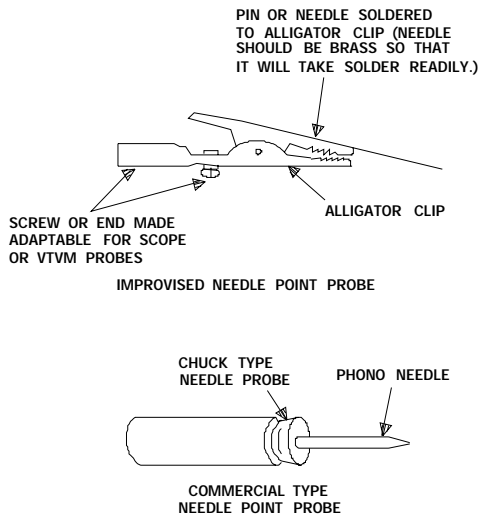 PIN OR NEEDLE SOLDERED
TO ALLIGATOR CLIP (NEEDLE
SHOULD BE BRASS SO THAT
IT WILL TAKE SOLDER READILY.)
ALLIGATOR CLIP
SCREW OR END MADE
ADAPTABLE FOR SCOPE
OR VTVM PROBES
IMPROVISED NEEDLE POINT PROBE
CHUCK TYPE
NEEDLE PROBE
PHONO NEEDLE
COMMERCIAL TYPE
NEEDLE POINT PROBE